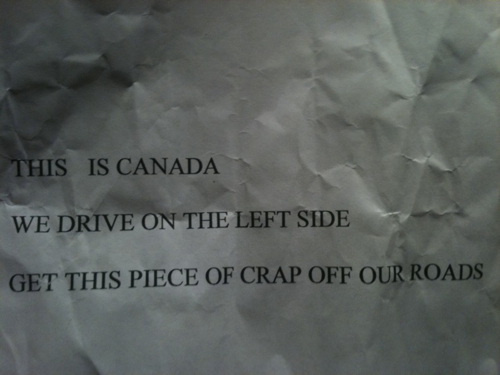 THIS IS CANADA
WE DRIVE ON THE LEFT SIDE
GET THIS PIECE OF CRAP OFF OUR ROADS